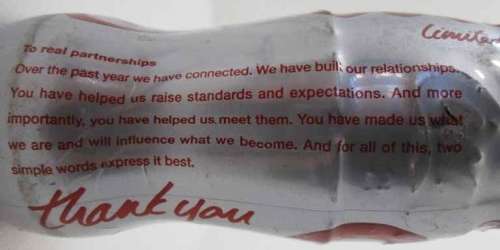 To real partnerships
Over the past year we have connected. We have built our relationships.
You have helped us raise standards and expectations. And more
importantly, you have helped us meet them. You have made us what
we are and will influence what we become. And for all of this, two
simple words express it best.
thank you